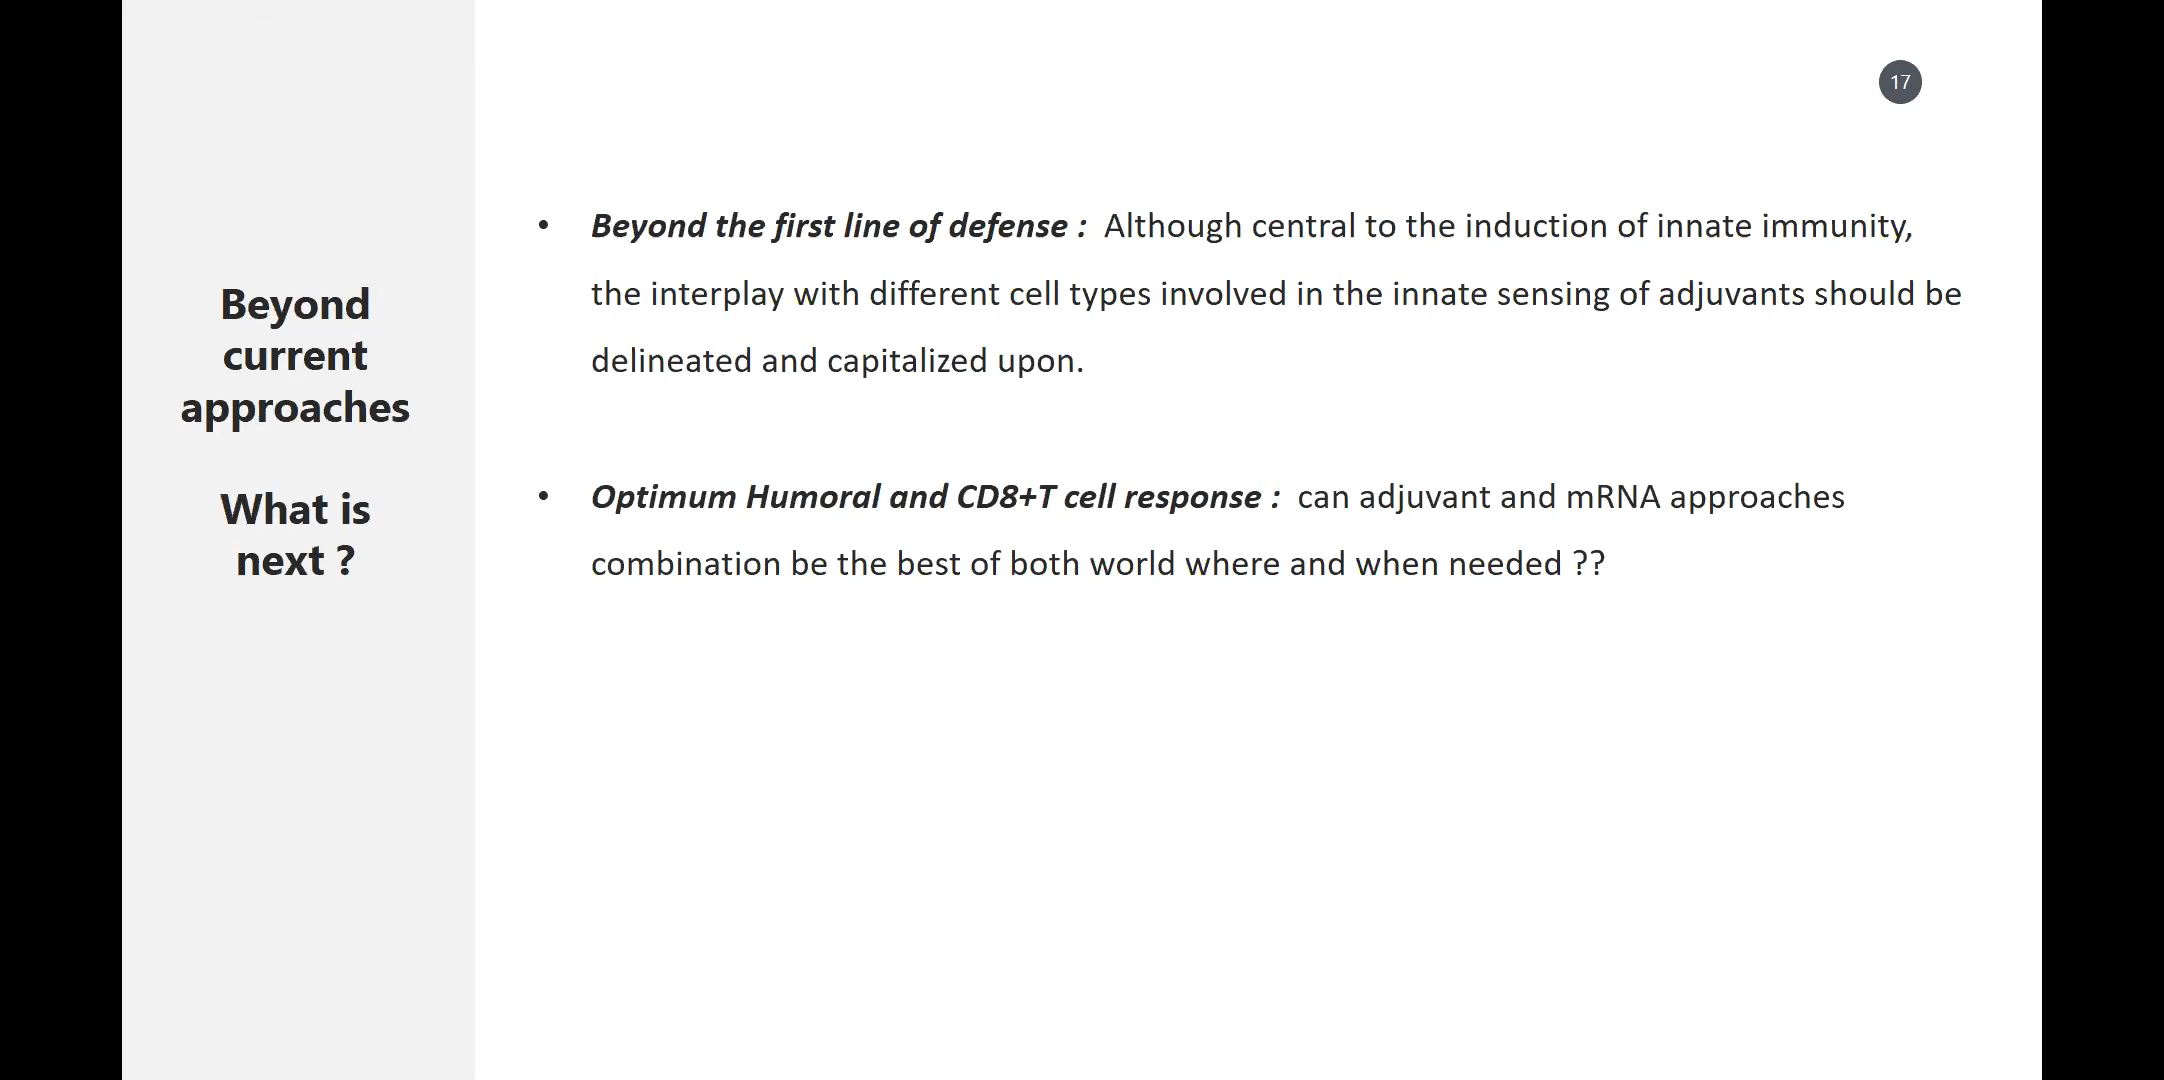 17
Beyond
current
approaches
What is
next ?
• Beyond the first line of defense : Although central to the induction of innate immunity,
the interplay with different cell types involved in the innate sensing of adjuvants should be
delineated and capitalized upon.
• Optimum Humoral and CD8+T cell response : can adjuvant and mRNA approaches
combination be the best of both world where and when needed ??